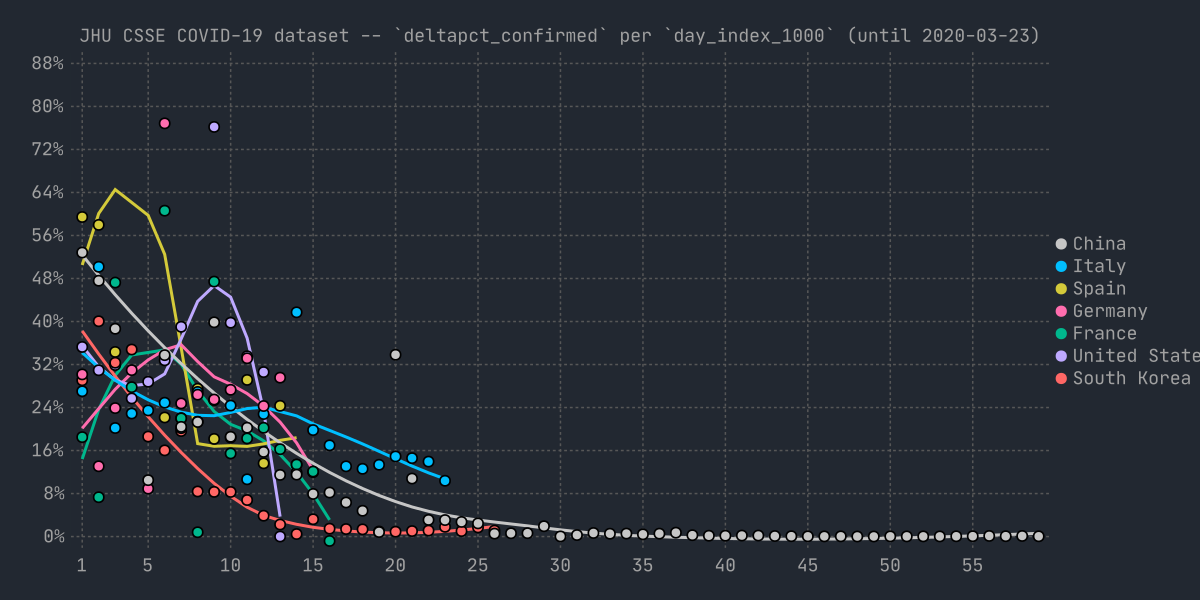 JHU CSSE COVID-19 dataset -- `deltapct_confirmed` per `day_index_1000` (until 2020-03-23)
88%
80%
72%
64%
56%
48%
40%
32%
24%
16%
8%
0%
1 5 10 15 20 25 30 35 40 45 50 55
China
Italy
Spain
Germany
France
United State
South Korea